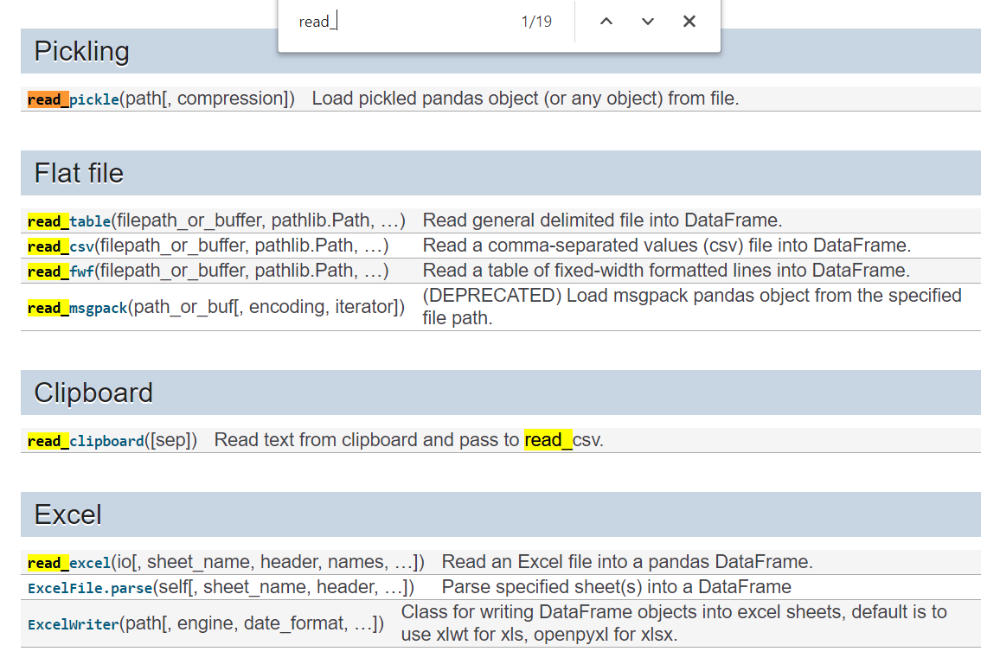 read_ 1/19
Pickling
read_pickle(path[, compression]) Load pickled pandas object (or any object) from file.
Flat file
read_table(filepath_or_buffer, pathlib.Path, …) Read general delimited file into DataFrame.
read_csv(filepath_or_buffer, pathlib.Path, …) Read a comma-separated values (csv) file into DataFrame.
read_fwf(filepath_or_buffer, pathlib.Path, …) Read a table of fixed-width formatted lines into DataFrame.
read_msgpack(path_or_buf[, encoding, iterator]) (DEPRECATED) Load msgpack pandas object from the specified
file path.
Clipboard
read_clipboard([sep]) Read text from clipboard and pass to read_csv.
Excel
read_excel(io[, sheet_name, header, names, …]) Read an Excel file into a pandas DataFrame.
ExcelFile.parse(self[, sheet_name, header, …]) Parse specified sheet(s) into a DataFrame
ExcelWriter(path[, engine, date_format, …]) Class for writing DataFrame objects into excel sheets, default is to
use xlwt for xls, openpyxl for xlsx.